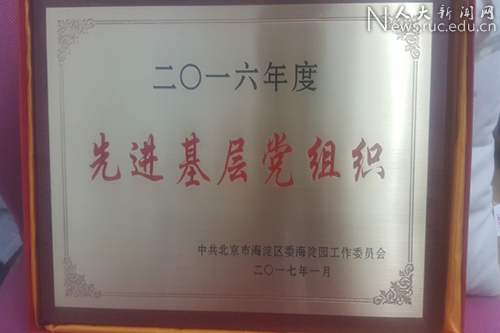 人大新闻网
Newsruc.edu.cn
二〇一六年度
先进基层党组织
中共北京市海淀区委海淀园工作委员会
二〇一七年一月